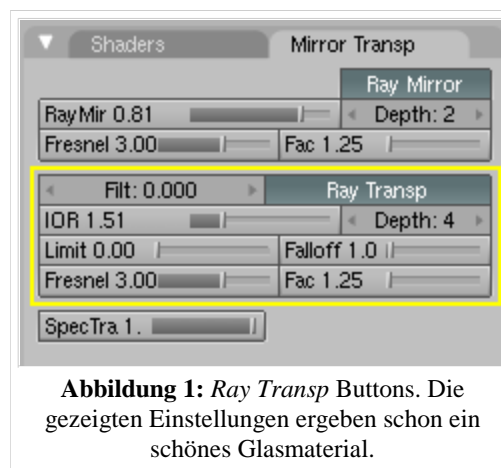 Shaders Mirror Transp
Ray Mirror
Ray Mir 0.81 Depth: 2
Fresnel 3.00 Fac 1.25
Filt: 0.000 Ray Transp
IOR 1.51 Depth: 4
Limit 0.00 Falloff 1.0
Fresnel 3.00 Fac 1.25
SpecTra 1.
Abbildung 1: Ray Transp Buttons. Die
gezeigten Einstellungen ergeben schon ein
schönes Glasmaterial.